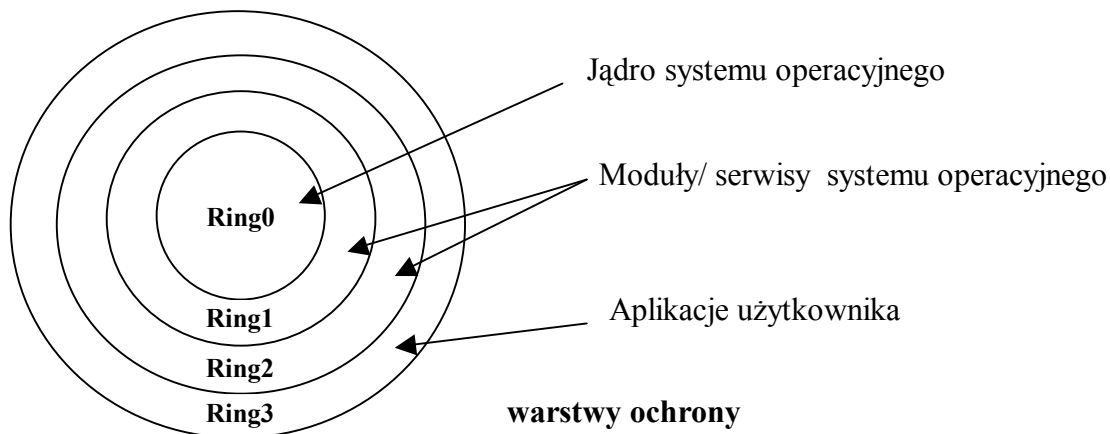 Jądro systemu operacyjnego
Moduły/ serwisy systemu operacyjnego
Ring0
Aplikacje użytkownika
Ring1
Ring2
Ring3
warstwy ochrony